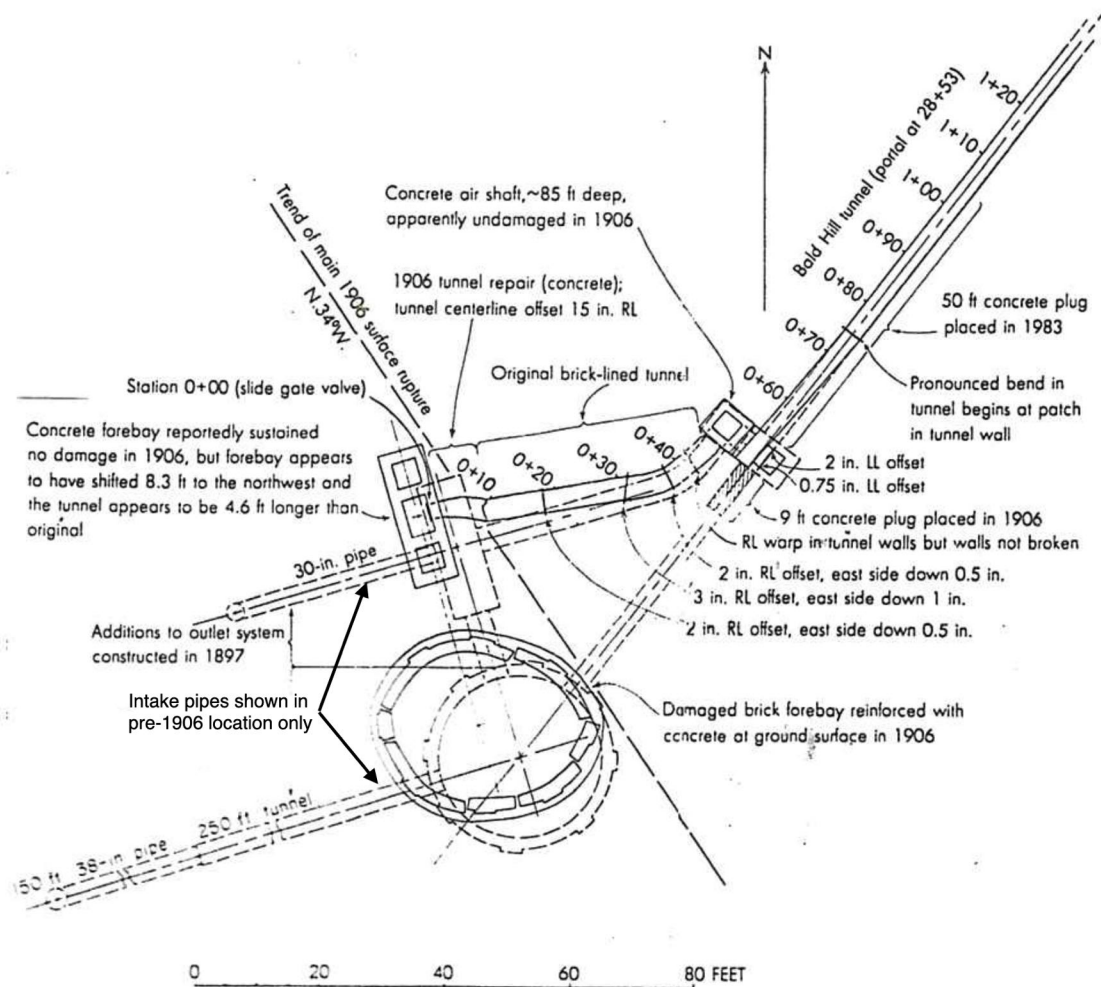 N
Bald Hill tunnel (portal at 28+53)
1+20
1+10
1+00
0+90
0+80
0+70
0+60
Concrete air shaft,~85 ft deep,
apparently undamaged in 1906
Trend of main 1906 surface rupture
N.34°W.
1906 tunnel repair (concrete);
tunnel centerline offset 15 in. RL
50 ft concrete plug
placed in 1983
Original brick-lined tunnel
Station 0+00 (slide gate valve)
Pronounced bend in
tunnel begins at patch
in tunnel wall
Concrete forebay reportedly sustained
no damage in 1906, but forebay appears
to have shifted 8.3 ft to the northwest and
the tunnel appears to be 4.6 ft longer than
original
0+10
0+20
0+30
0+40
2 in. LL offset
0.75 in. LL offset
9 ft concrete plug placed in 1906
RL warp in tunnel walls but walls not broken
2 in. RL offset, east side down 0.5 in.
3 in. RL offset, east side down 1 in.
2 in. RL offset, east side down 0.5 in.
30-in. pipe
Additions to outlet system
constructed in 1897
Intake pipes shown in
pre-1906 location only
Damaged brick forebay reinforced with
concrete at ground surface in 1906
150 ft 38-in pipe
250 ft tunnel
0 20 40 60 80 FEET